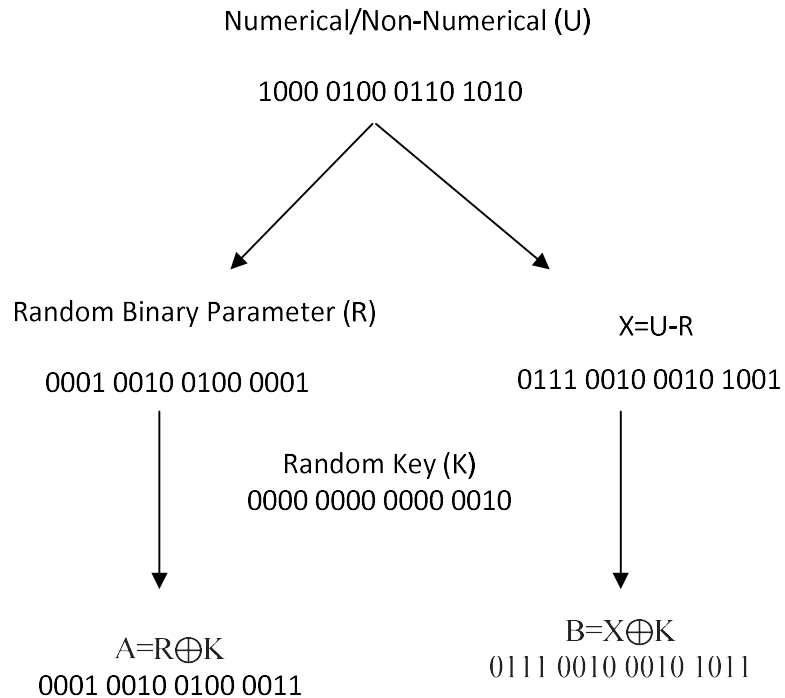 Numerical/Non-Numerical (U)
1000 0100 0110 1010
Random Binary Parameter (R)
0001 0010 0100 0001
X=U-R
0111 0010 0010 1001
Random Key (K)
0000 0000 0000 0010
A=R⊕K
0001 0010 0100 0011
B=X⊕K
0111 0010 0010 1011